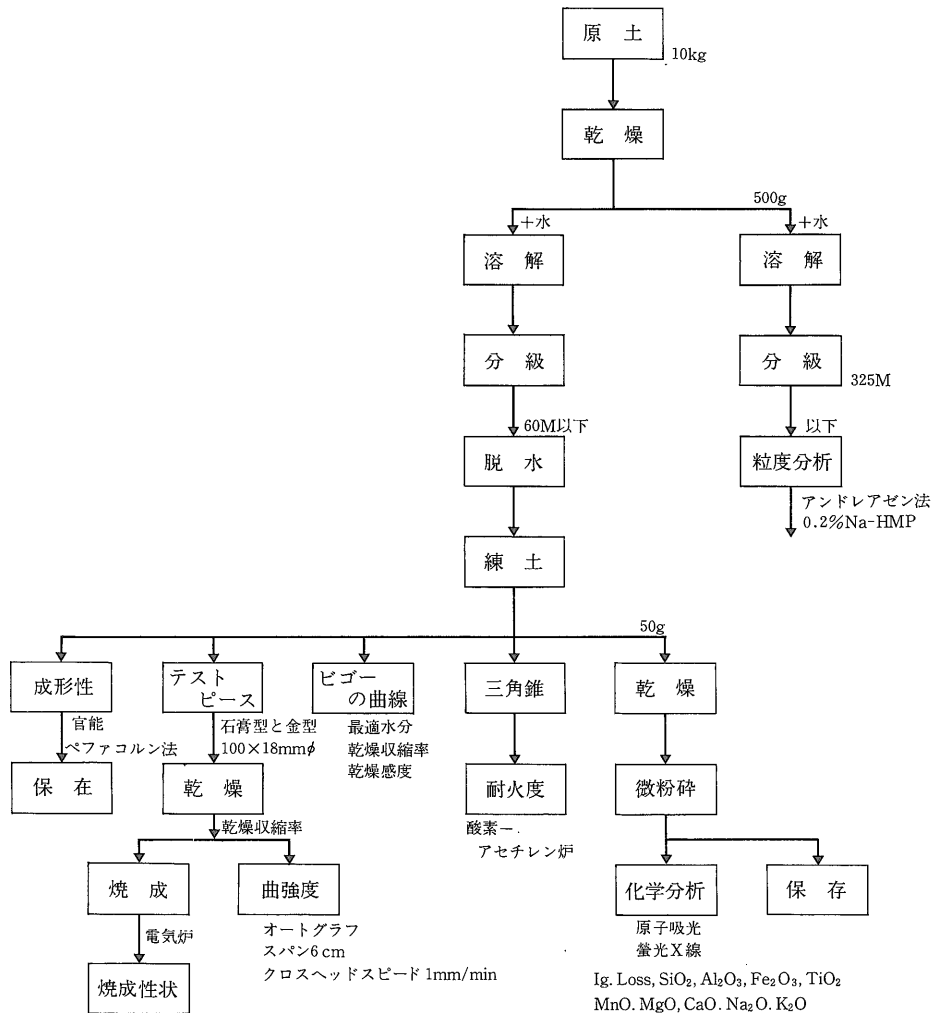 原土
10kg
乾燥
500g
＋水
＋水
溶解
溶解
分級
分級
325M
60M以下
以下
脱水
粒度分析
アンドレアゼン法
0.2%Na-HMP
練土
50g
成形性
テスト
ピース
ビゴー
の曲線
三角錐
乾燥
官能
ペファコルン法
石膏型と金型
100×18mmφ
最適水分
乾燥収縮率
乾燥感度
保在
乾燥
耐火度
微粉砕
乾燥収縮率
酸素ー
アセチレン炉
焼成
曲強度
化学分析
保存
電気炉
オートグラフ
スパン6cm
クロスヘッドスピード1mm/min
原子吸光
螢光X線
焼成性状
Ig. Loss, SiO₂, Al₂O₃, Fe₂O₃, TiO₂
MnO. MgO, CaO. Na₂O. K₂O